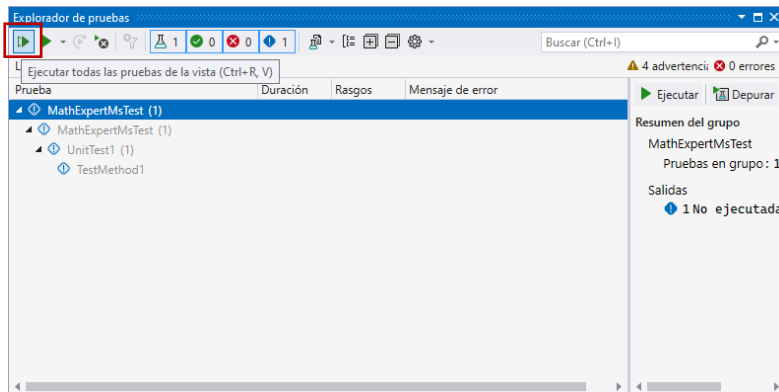 Explorador de pruebas
1 0 0 1 Buscar (Ctrl+I)
Ejecutar todas las pruebas de la vista (Ctrl+R, V) 4 advertenci 0 errores
Prueba Duración Rasgos Mensaje de error
Ejecutar Depurar
MathExpertMsTest (1)
MathExpertMsTest (1)
UnitTest1 (1)
TestMethod1
Resumen del grupo
MathExpertMsTest
Pruebas en grupo: 1
Salidas
1 No ejecutada